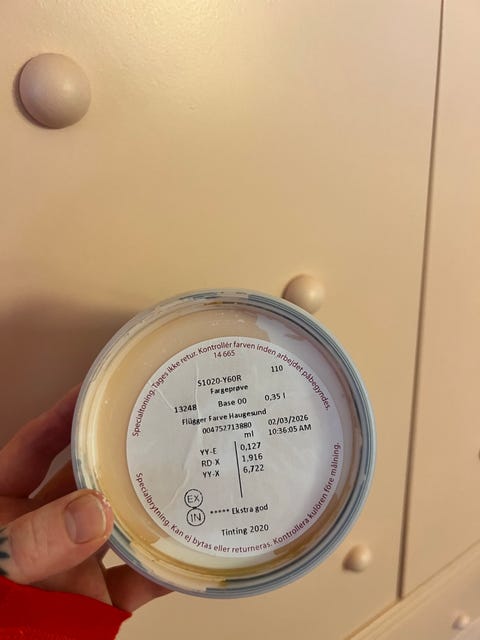 Specialtoning Tages ikke retur. Kontrollér farven inden arbejdet påbegyndes.
14 665
110
S1020-Y60R
Fargeprøve
13248 Base 00 0,35 l
Flügger Farve Haugesund
004752713880 02/03/2026
ml 10:36:05 AM
YY-E 0,127
RD X 1,916
YY-X 6,722
EX
IN
***** Ekstra god
Tinting 2020
Specialbrytning. Kan ej bytas eller returneras. Kontrollera kulören före målning.